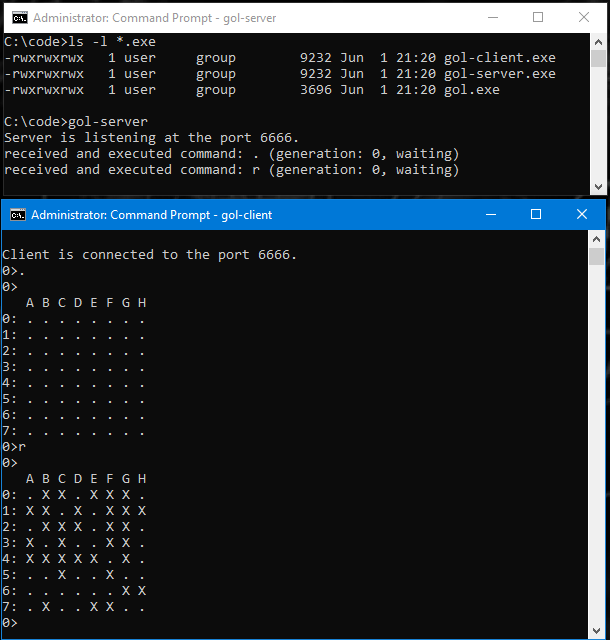 Administrator: Command Prompt - gol-server
C:\code>ls -l *.exe
-rwxrwxrwx   1 user     group        9232 Jun  1 21:20 gol-client.exe
-rwxrwxrwx   1 user     group        9232 Jun  1 21:20 gol-server.exe
-rwxrwxrwx   1 user     group        3696 Jun  1 21:20 gol.exe
C:\code>gol-server
Server is listening at the port 6666.
received and executed command: . (generation: 0, waiting)
received and executed command: r (generation: 0, waiting)
Administrator: Command Prompt - gol-client
Client is connected to the port 6666.
0>.
0>
   A B C D E F G H
0: . . . . . . . .
1: . . . . . . . .
2: . . . . . . . .
3: . . . . . . . .
4: . . . . . . . .
5: . . . . . . . .
6: . . . . . . . .
7: . . . . . . . .
0>r
0>
   A B C D E F G H
0: . X X . X X X .
1: X X . X . X X X
2: . X X X . X X .
3: X . X . . X X .
4: X X X X X . X .
5: . . X . . X . .
6: . . . . . . X X
7: . X . . X X . .
0>